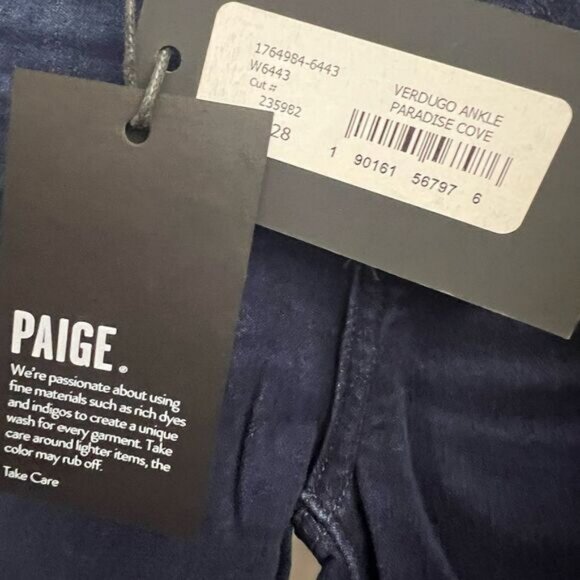 1764984-6443
W6443
Cut #
235982
28
VERDUGO ANKLE
PARADISE COVE
1 90161 56797 6
PAIGE®
We're passionate about using
fine materials such as rich dyes
and indigos to create a unique
wash for every garment. Take
care around lighter items, the
color may rub off.
Take Care